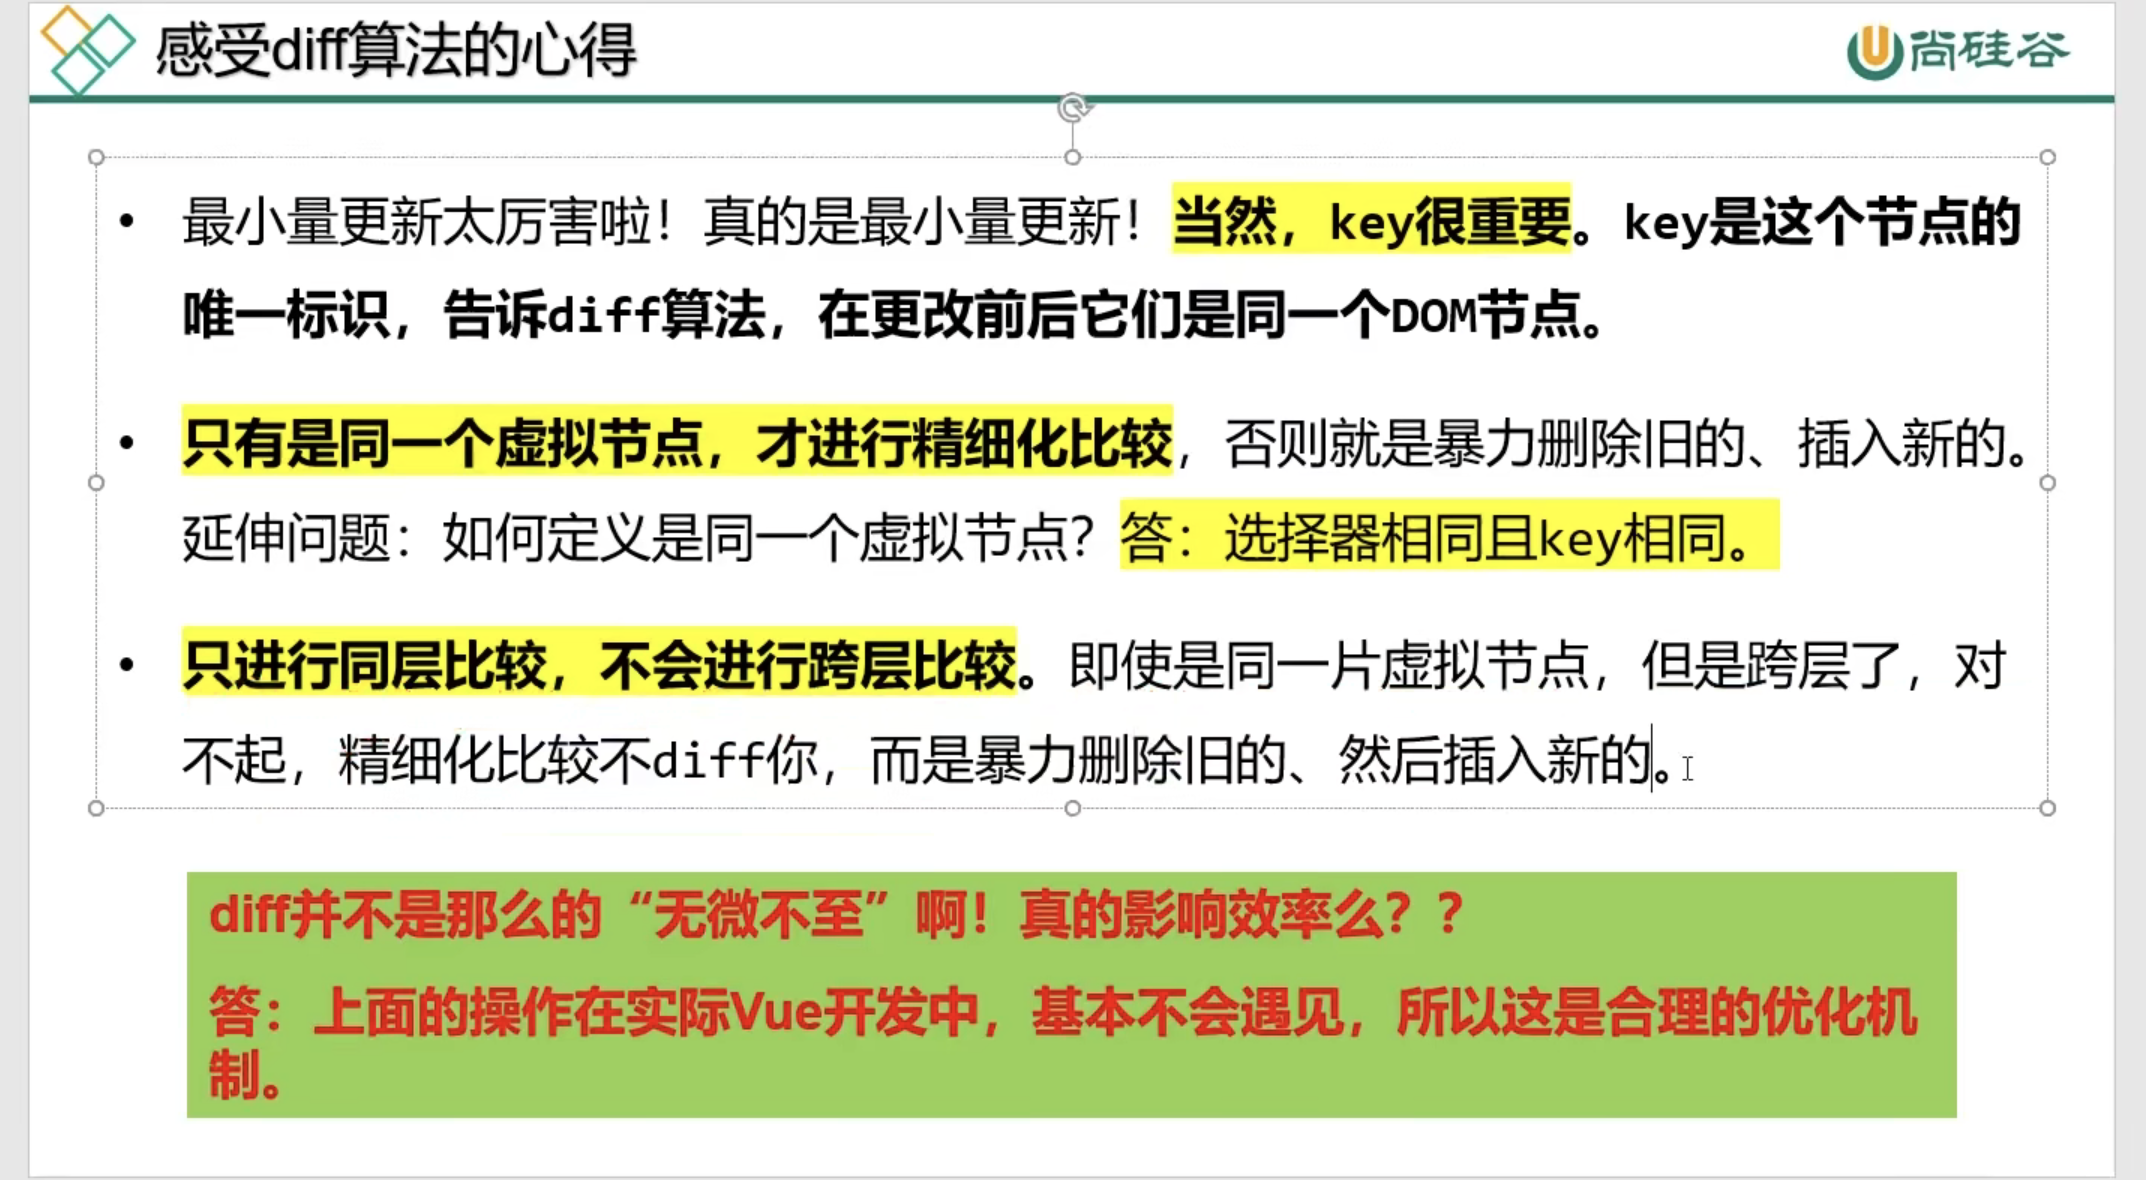 感受diff算法的心得
尚硅谷
• 最小量更新太厉害啦！真的是最小量更新！当然，key很重要。key是这个节点的
唯一标识，告诉diff算法，在更改前后它们是同一个DOM节点。
• 只有是同一个虚拟节点，才进行精细化比较，否则就是暴力删除旧的、插入新的。
延伸问题：如何定义是同一个虚拟节点？答：选择器相同且key相同。
• 只进行同层比较，不会进行跨层比较。即使是同一片虚拟节点，但是跨层了，对
不起，精细化比较不diff你，而是暴力删除旧的、然后插入新的。
diff并不是那么的“无微不至”啊！真的影响效率么？？
答：上面的操作在实际Vue开发中，基本不会遇见，所以这是合理的优化机
制。